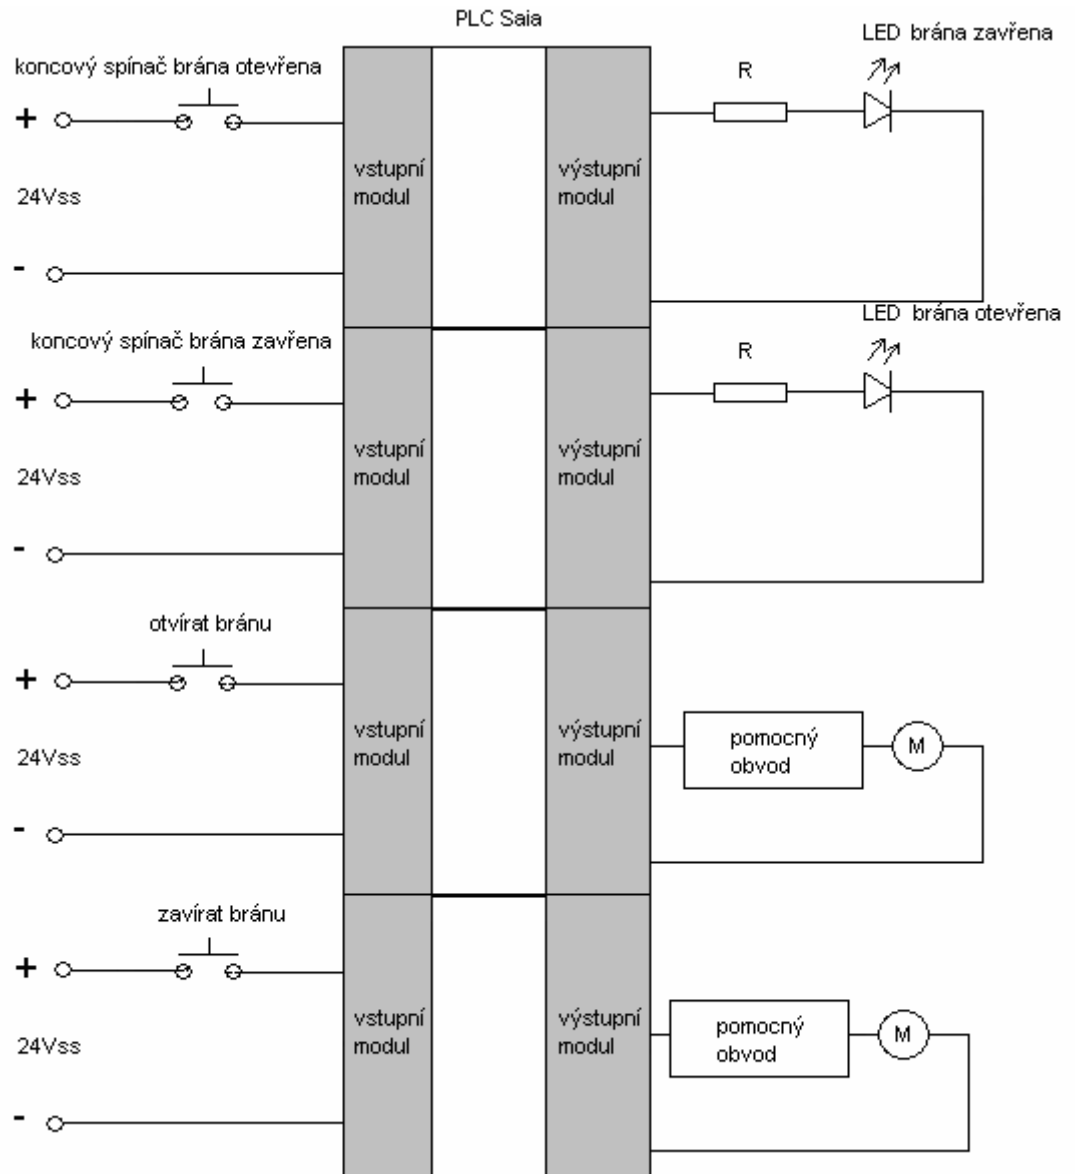 PLC Saia
koncový spínač brána otevřena
+
24Vss
-
vstupní
modul
výstupní
modul
R
LED brána zavřena
koncový spínač brána zavřena
+
24Vss
-
vstupní
modul
výstupní
modul
R
LED brána otevřena
otvírat bránu
+
24Vss
-
vstupní
modul
výstupní
modul
pomocný
obvod
M
zavírat bránu
+
24Vss
-
vstupní
modul
výstupní
modul
pomocný
obvod
M